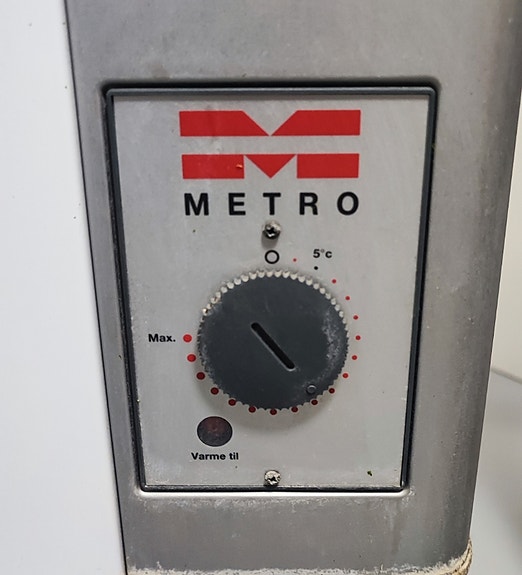 METRO
5°c
Max.
Varme til